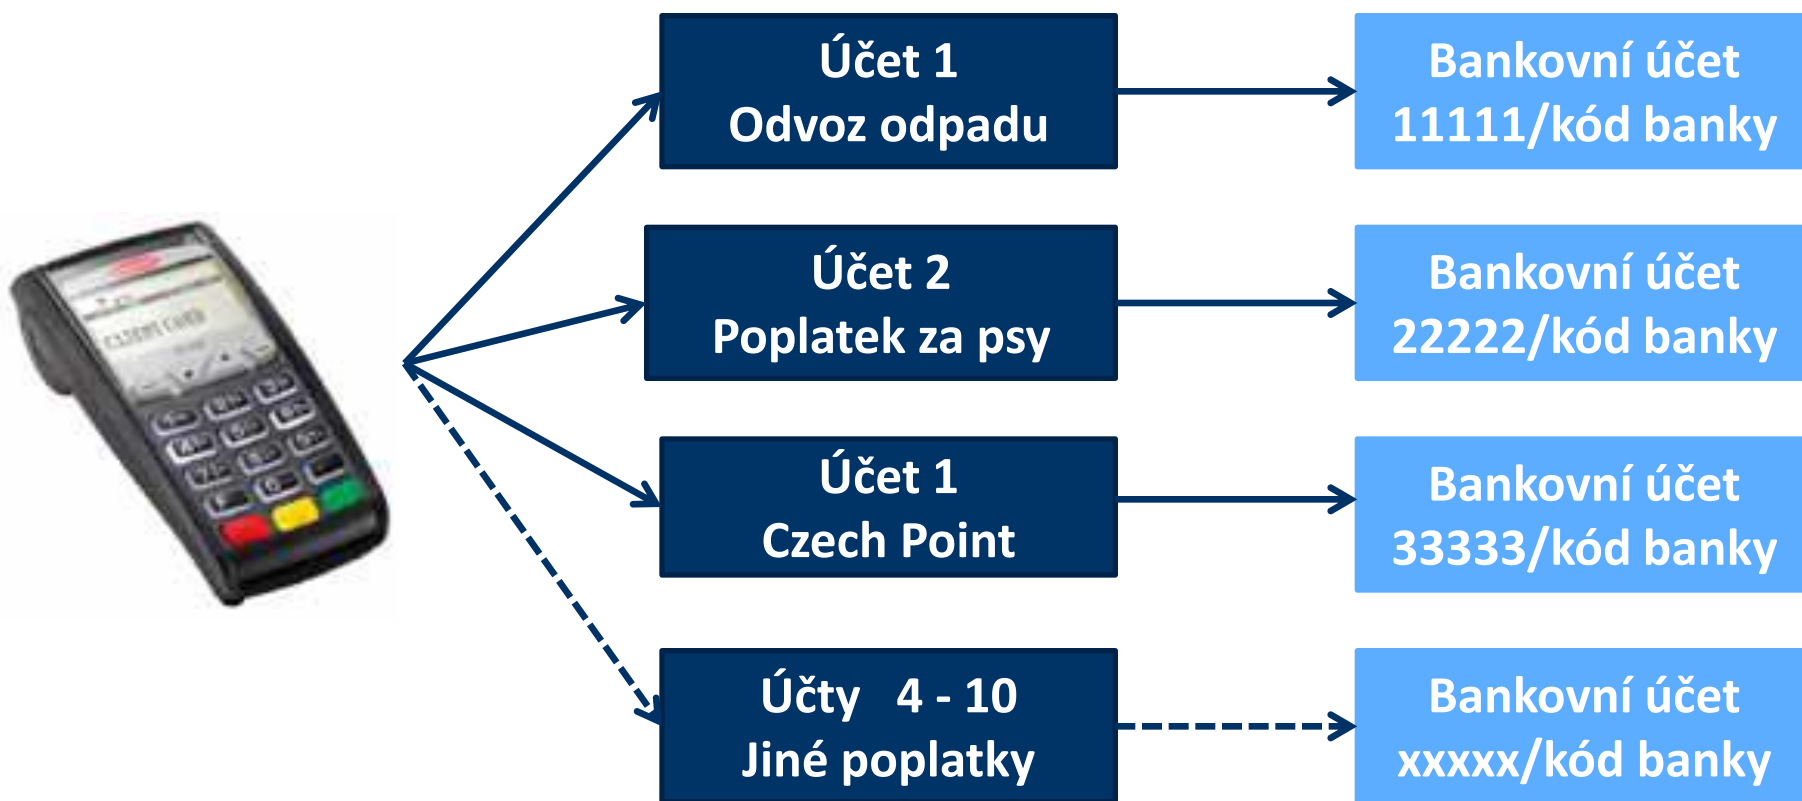 Účet 1
Odvoz odpadu
Bankovní účet
11111/kód banky
Účet 2
Poplatek za psy
Bankovní účet
22222/kód banky
Účet 1
Czech Point
Bankovní účet
33333/kód banky
Účty 4 - 10
Jiné poplatky
Bankovní účet
xxxxx/kód banky